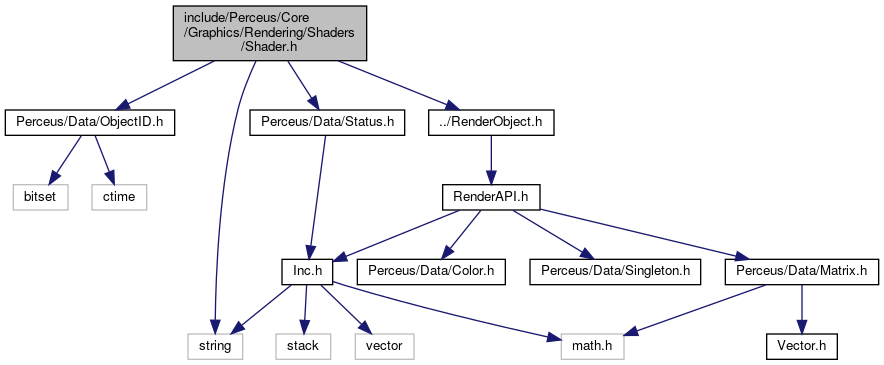 include/Perceus/Core
/Graphics/Rendering/Shaders
/Shader.h
Perceus/Data/ObjectID.h
Perceus/Data/Status.h
../RenderObject.h
bitset
ctime
RenderAPI.h
Inc.h
Perceus/Data/Color.h
Perceus/Data/Singleton.h
Perceus/Data/Matrix.h
string
stack
vector
math.h
Vector.h